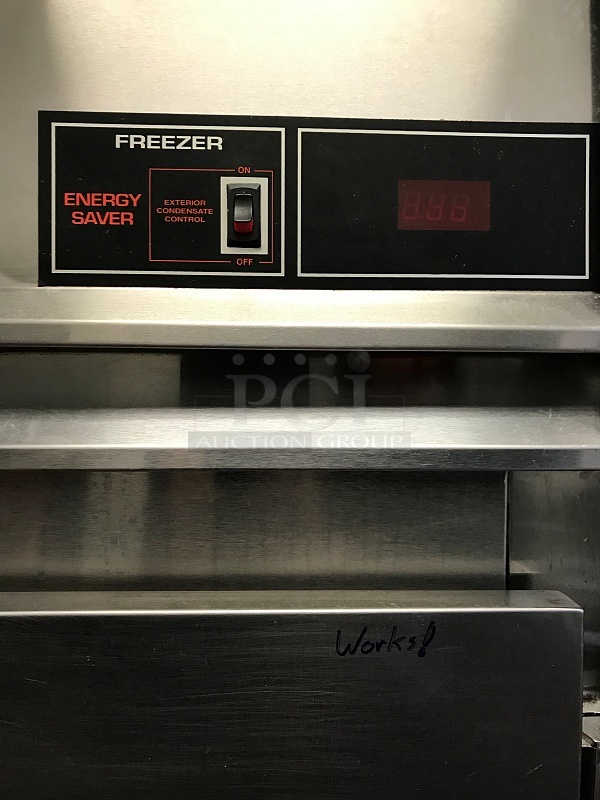 FREEZER
ON
ENERGY SAVER
EXTERIOR
CONDENSATE
CONTROL
OFF
PCI
AUCTION GROUP
Works!